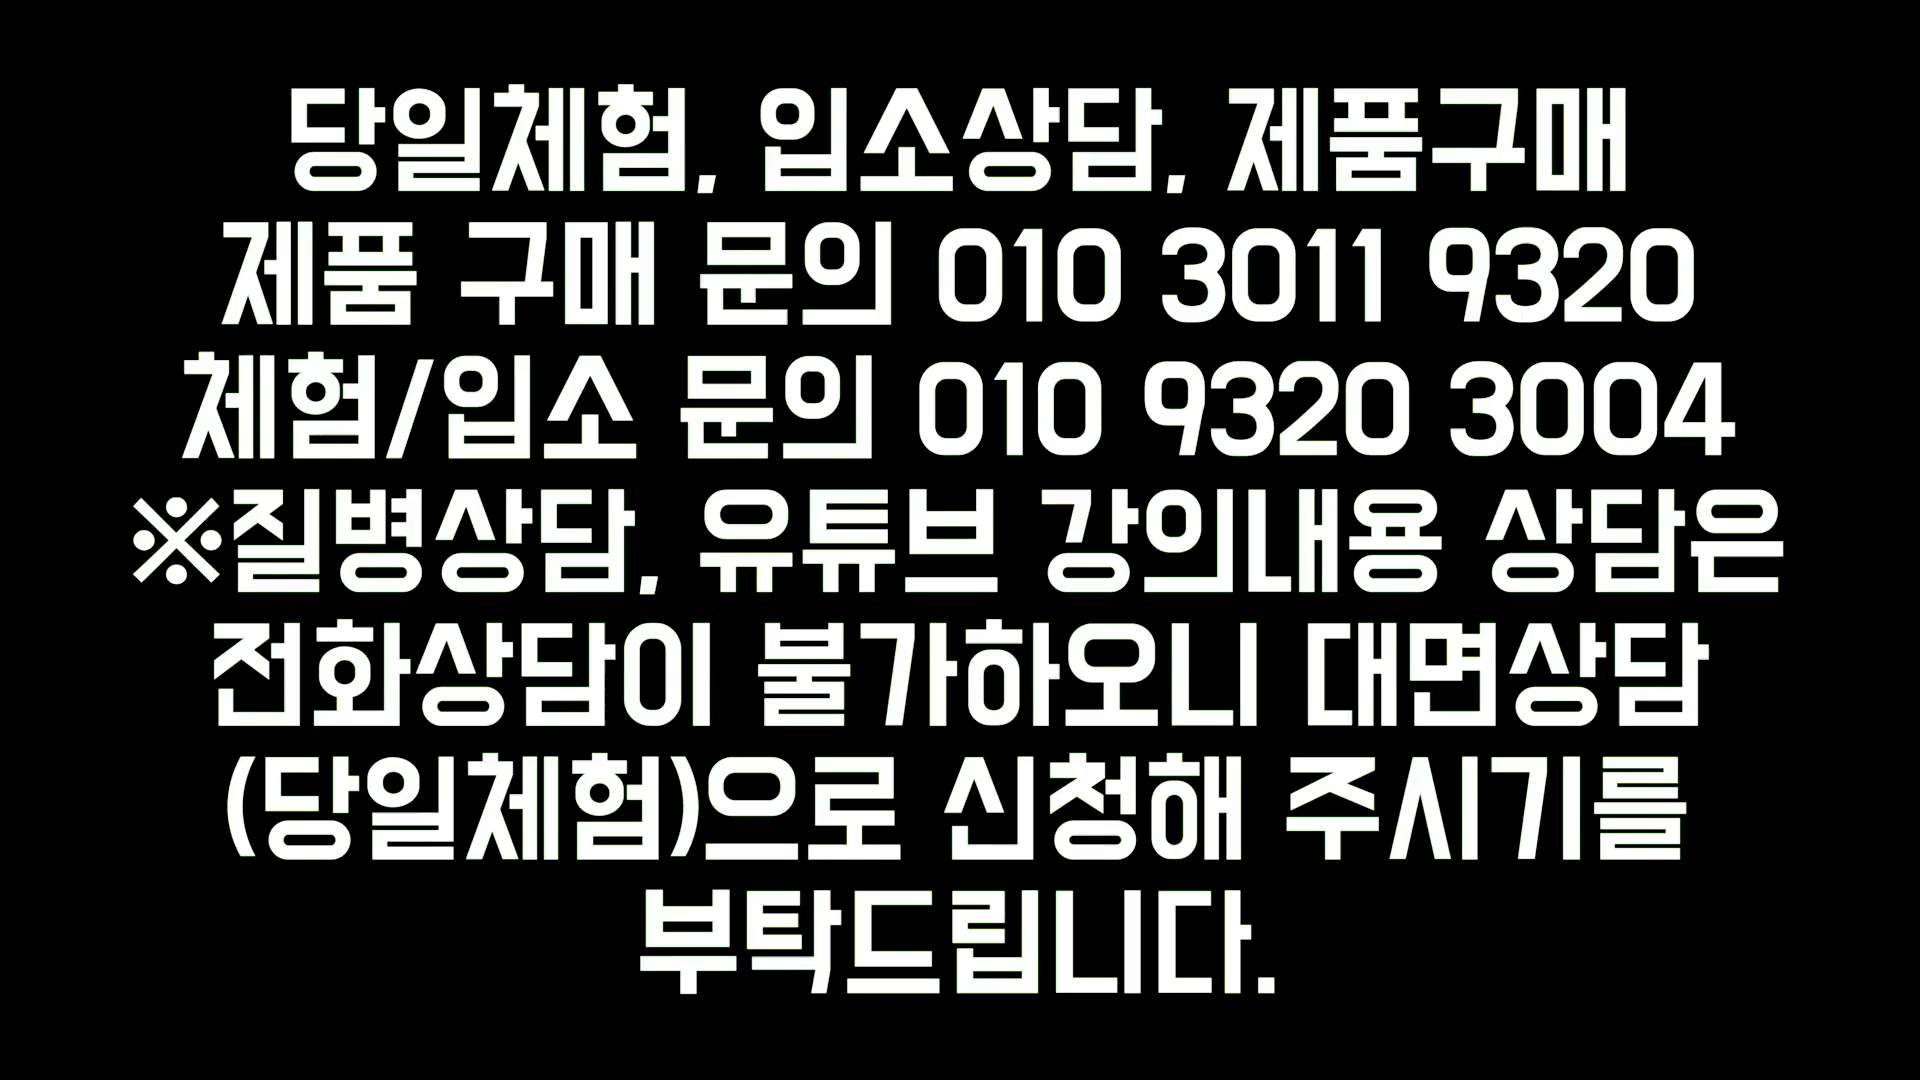 당일체험, 입소상담, 제품구매
제품 구매 문의 010 3011 9320
체험/입소 문의 010 9320 3004
※질병상담, 유튜브 강의내용 상담은
전화상담이 불가하오니 대면상담
(당일체험)으로 신청해 주시기를
부탁드립니다.